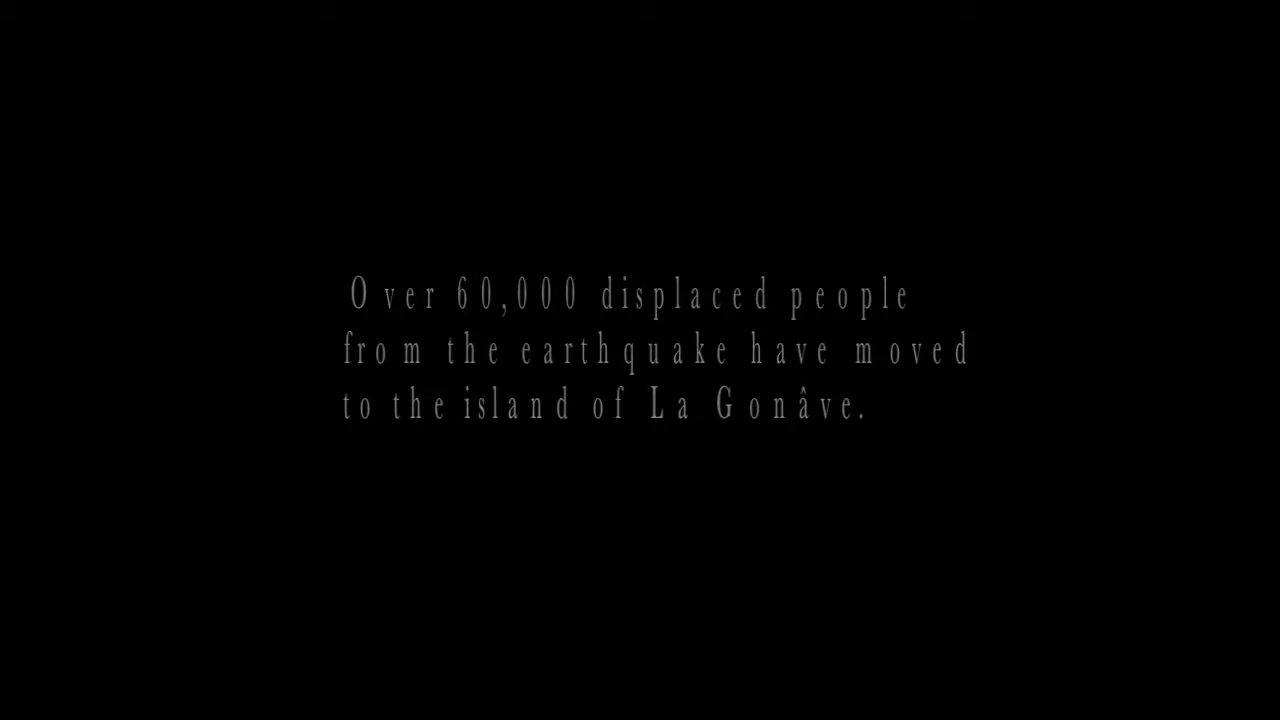 Over 60,000 displaced people
from the earthquake have moved
to the island of La Gonâve.